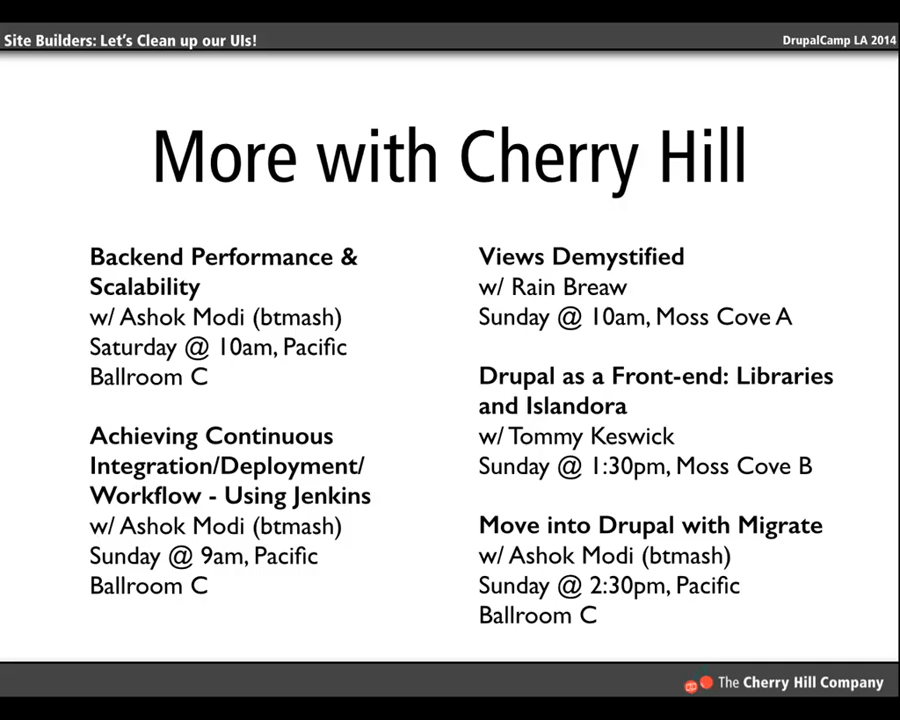 Site Builders: Let's Clean up our UIs!
DrupalCamp LA 2014
More with Cherry Hill
Backend Performance &
Scalability
w/ Ashok Modi (btmash)
Saturday @ 10am, Pacific
Ballroom C
Achieving Continuous
Integration/Deployment/
Workflow - Using Jenkins
w/ Ashok Modi (btmash)
Sunday @ 9am, Pacific
Ballroom C
Views Demystified
w/ Rain Breaw
Sunday @ 10am, Moss Cove A
Drupal as a Front-end: Libraries
and Islandora
w/ Tommy Keswick
Sunday @ 1:30pm, Moss Cove B
Move into Drupal with Migrate
w/ Ashok Modi (btmash)
Sunday @ 2:30pm, Pacific
Ballroom C
The Cherry Hill Company